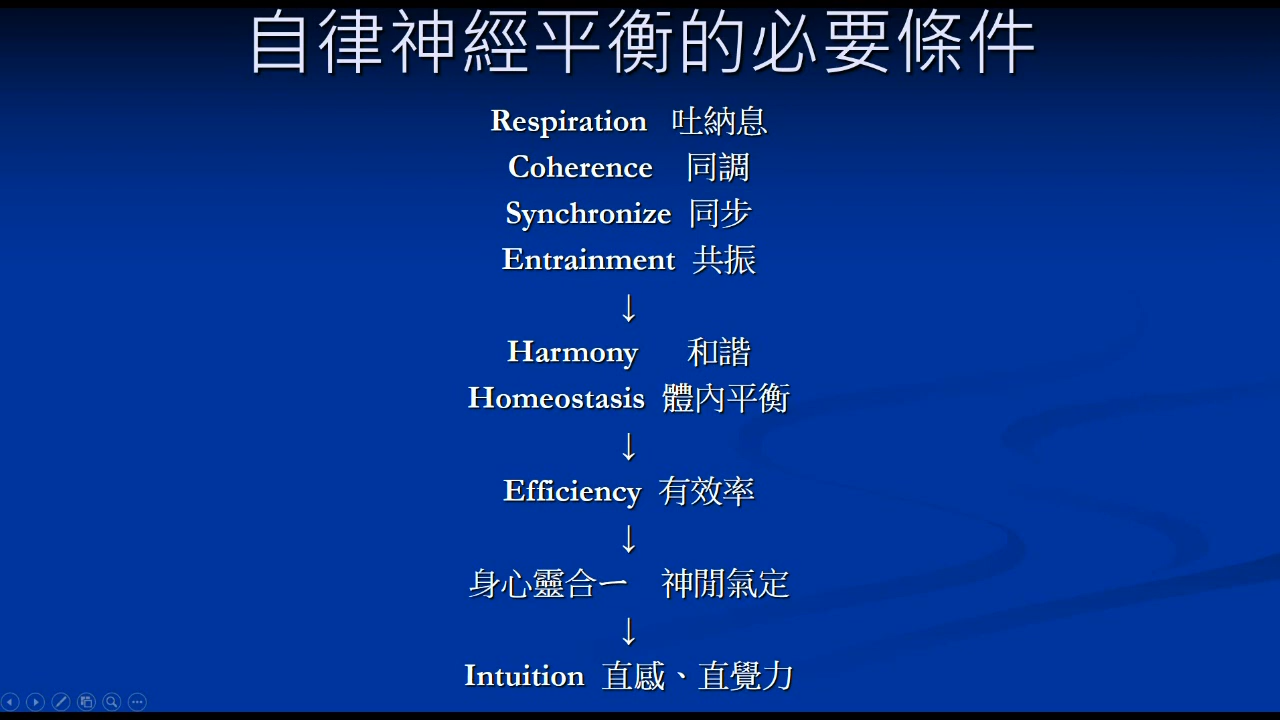 自律神經平衡的必要條件
Respiration 吐納息
Coherence 同調
Synchronize 同步
Entrainment 共振
↓
Harmony 和諧
Homeostasis 體內平衡
↓
Efficiency 有效率
↓
身心靈合一 神閒氣定
↓
Intuition 直感、直覺力